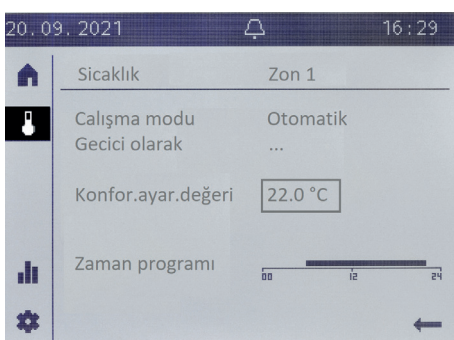 20.09.2021 16:29
Sicaklık Zon 1
Calışma modu Otomatik
Gecici olarak ...
Konfor.ayar.değeri 22.0 °C
Zaman programı
00 12 24